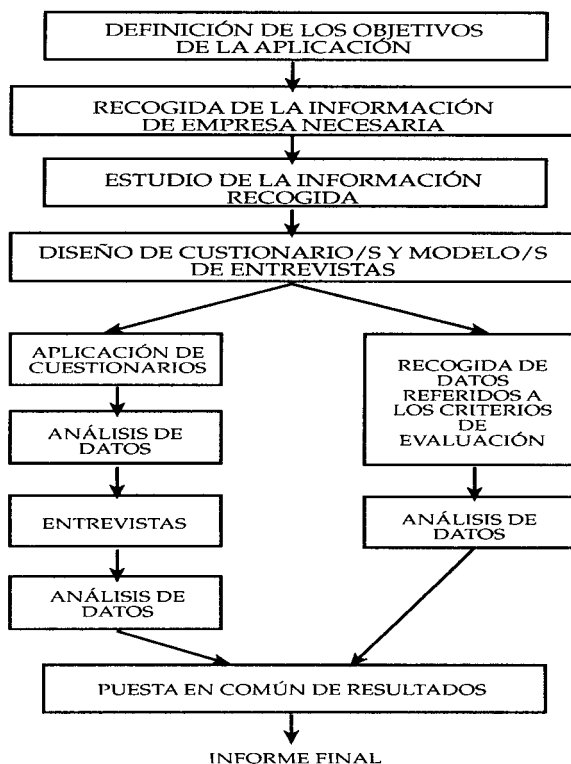 DEFINICIÓN DE LOS OBJETIVOS
DE LA APLICACIÓN
RECOGIDA DE LA INFORMACIÓN
DE EMPRESA NECESARIA
ESTUDIO DE LA INFORMACIÓN
RECOGIDA
DISEÑO DE CUSTIONARIO/S Y MODELO/S
DE ENTREVISTAS
APLICACIÓN DE
CUESTIONARIOS
ANÁLISIS DE
DATOS
ENTREVISTAS
ANÁLISIS DE
DATOS
RECOGIDA DE
DATOS
REFERIDOS A
LOS CRITERIOS
DE
EVALUACIÓN
ANÁLISIS DE
DATOS
PUESTA EN COMÚN DE RESULTADOS
INFORME FINAL